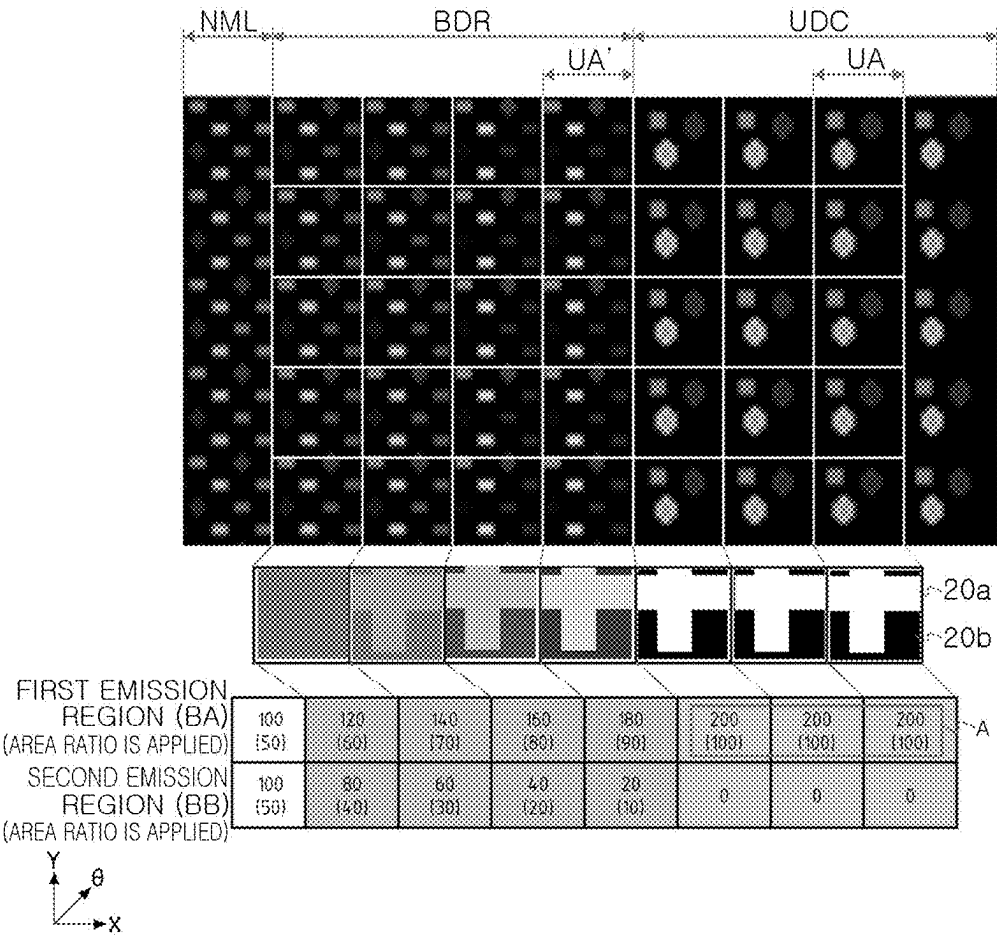 NML BDR UDC
UA' UA
20a
20b
FIRST EMISSION
REGION (BA)
(AREA RATIO IS APPLIED)
100 120 140 160 180 200 200 200
(50) (60) (70) (80) (90) (100) (100) (100)
A
SECOND EMISSION
REGION (BB)
(AREA RATIO IS APPLIED)
100 80 60 40 20 0 0 0
(50) (40) (30) (20) (10)
Y
θ
X